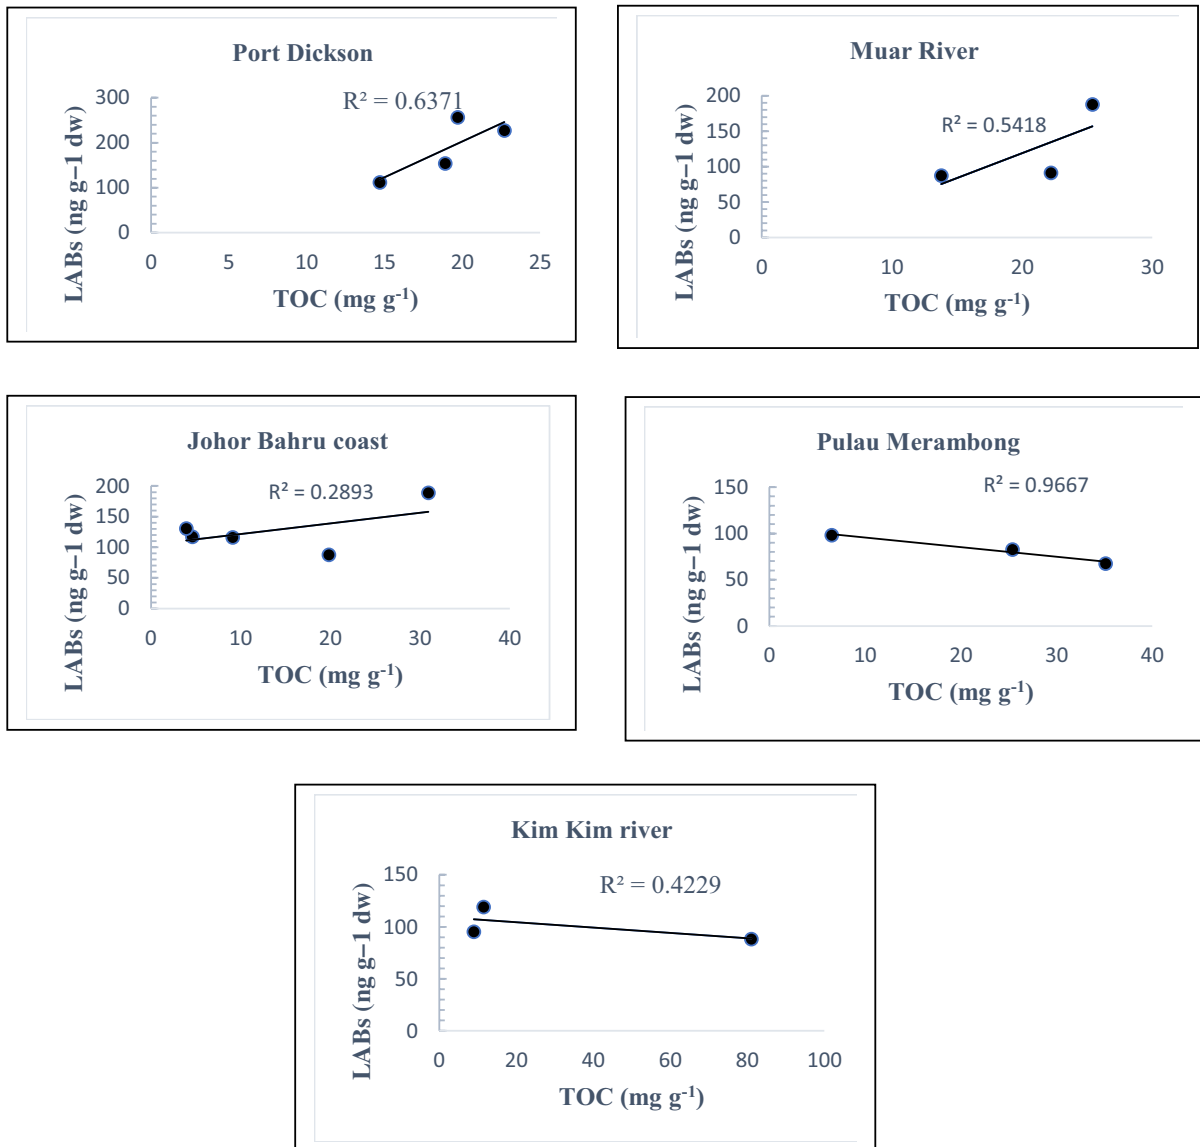 Port Dickson
R² = 0.6371
LABs (ng g–1 dw)
300
200
100
0
0 5 10 15 20 25
TOC (mg g⁻¹)
Muar River
R² = 0.5418
LABs (ng g–1 dw)
200
150
100
50
0
0 10 20 30
TOC (mg g⁻¹)
Johor Bahru coast
R² = 0.2893
LABs (ng g–1 dw)
200
150
100
50
0
0 10 20 30 40
TOC (mg g⁻¹)
Pulau Merambong
R² = 0.9667
LABs (ng g–1 dw)
150
100
50
0
0 10 20 30 40
TOC (mg g⁻¹)
Kim Kim river
R² = 0.4229
LABs (ng g–1 dw)
150
100
50
0
0 20 40 60 80 100
TOC (mg g⁻¹)